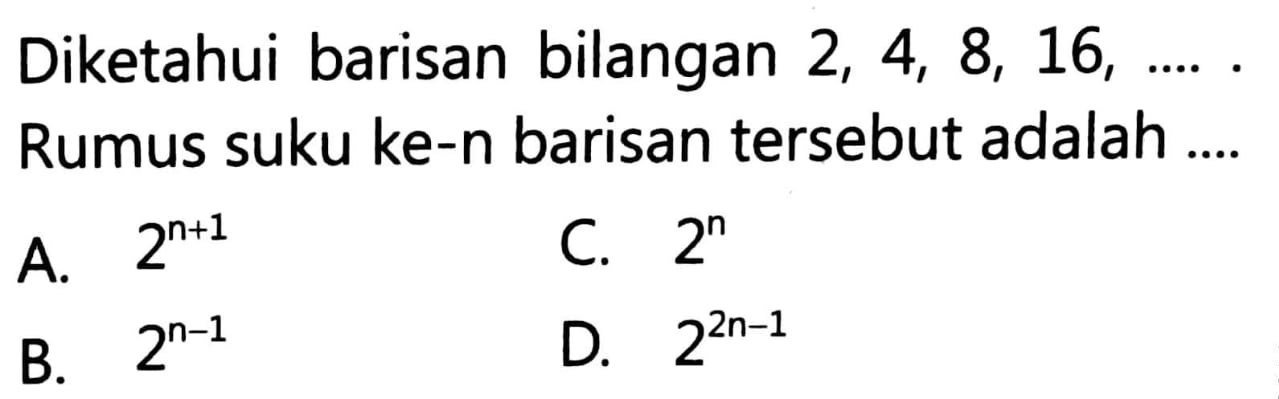 Diketahui barisan bilangan 2, 4, 8, 16, .... .
Rumus suku ke-n barisan tersebut adalah ....
A. 2^{n+1}
C. 2^{n}
B. 2^{n-1}
D. 2^{2n-1}